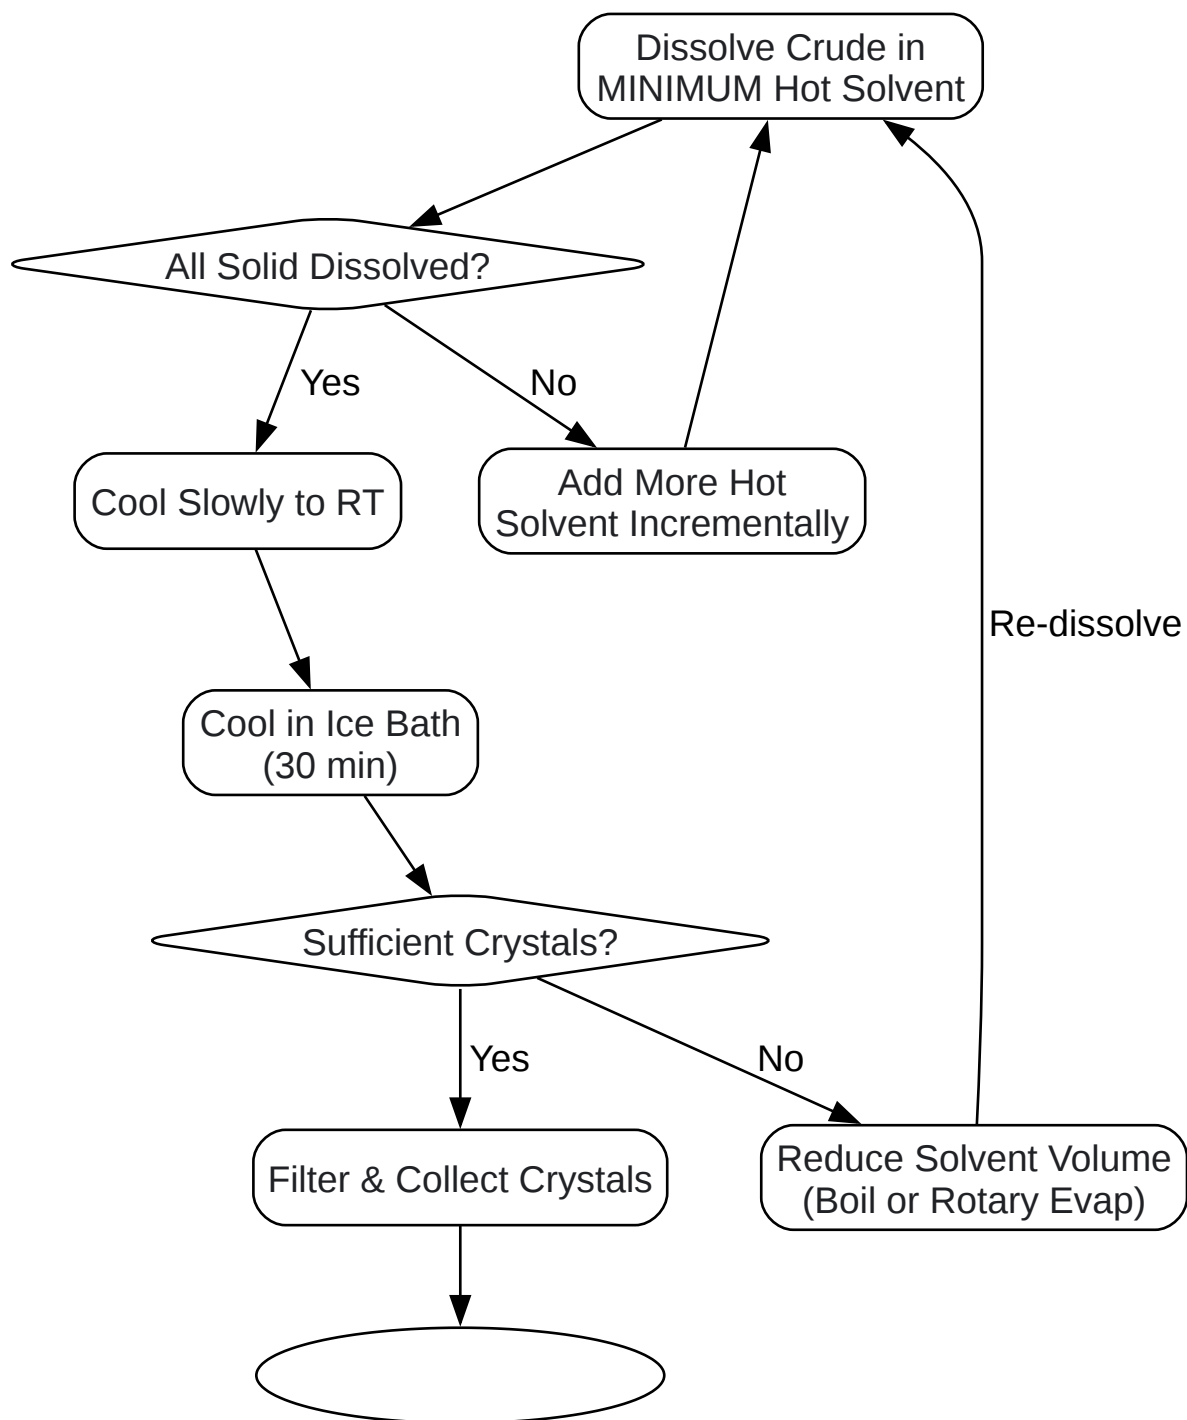 Dissolve Crude in
MINIMUM Hot Solvent
All Solid Dissolved?
Yes
No
Cool Slowly to RT
Add More Hot
Solvent Incrementally
Re-dissolve
Cool in Ice Bath
(30 min)
Sufficient Crystals?
Yes
No
Filter & Collect Crystals
Reduce Solvent Volume
(Boil or Rotary Evap)